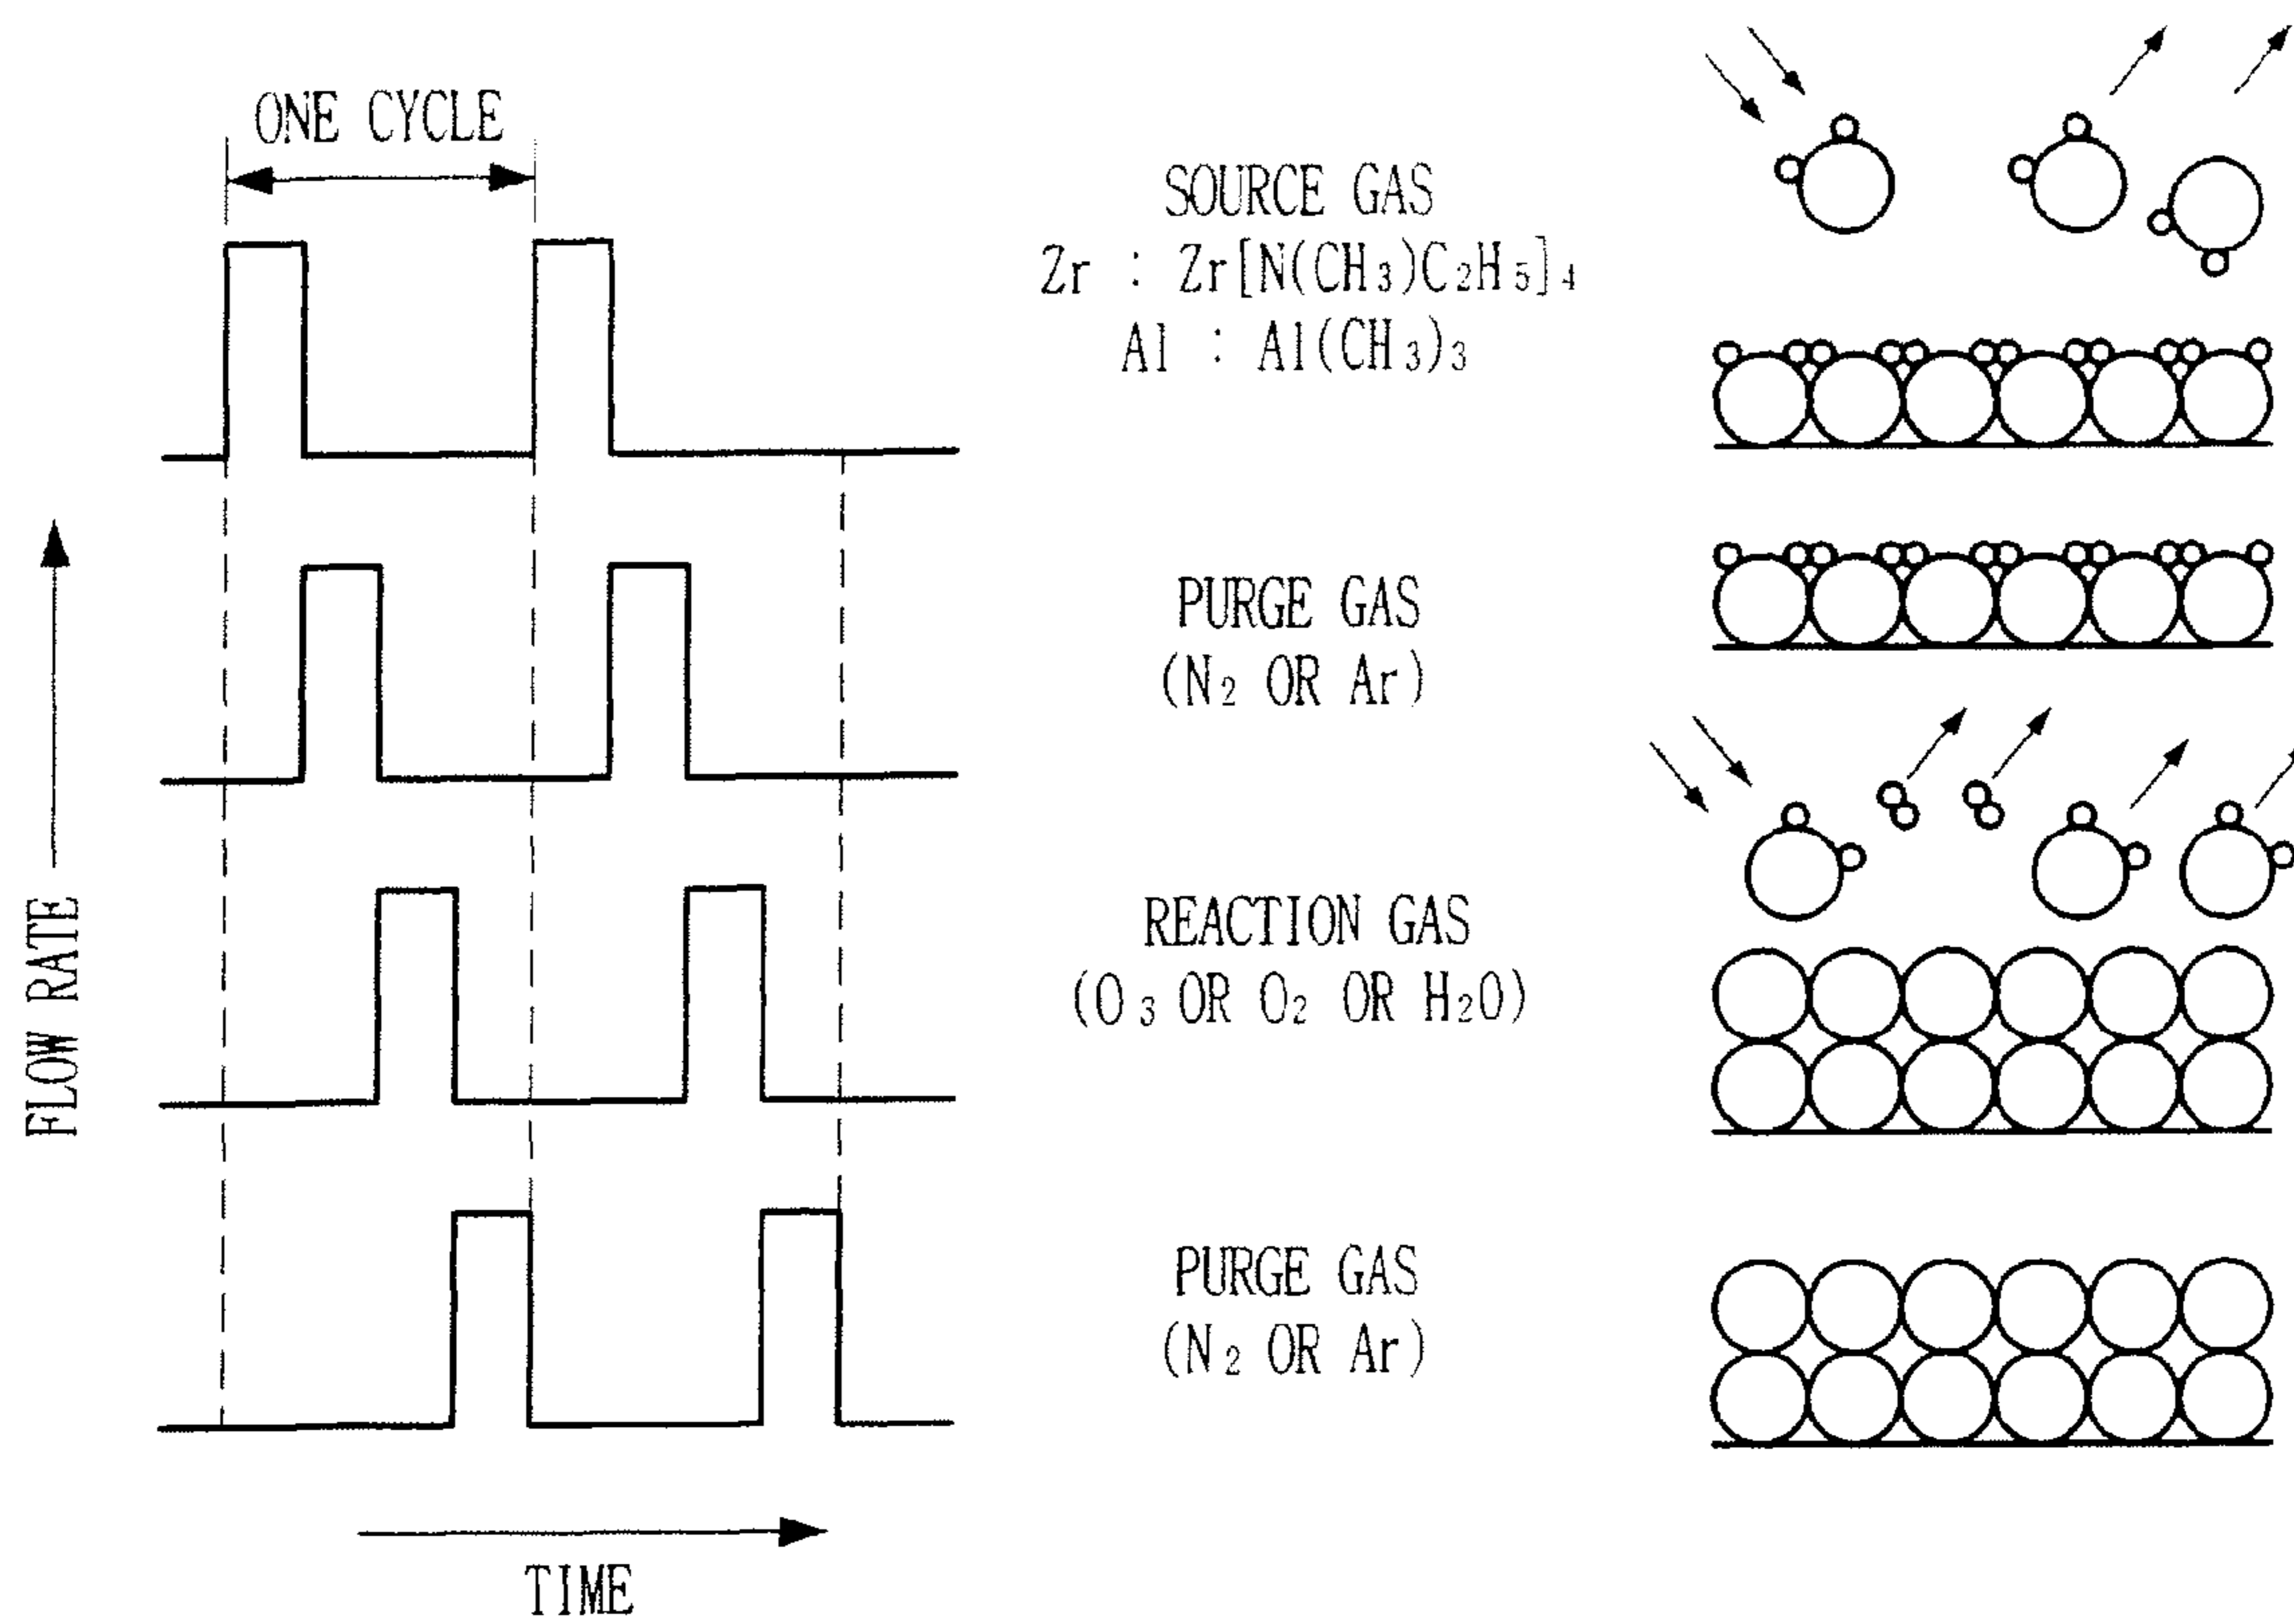 ONE CYCLE
SOURCE GAS
Zr : Zr[N(CH₃)C₂H₅]₄
Al : Al(CH₃)₃
PURGE GAS
(N₂ OR Ar)
REACTION GAS
(O₃ OR O₂ OR H₂O)
PURGE GAS
(N₂ OR Ar)
FLOW RATE
TIME